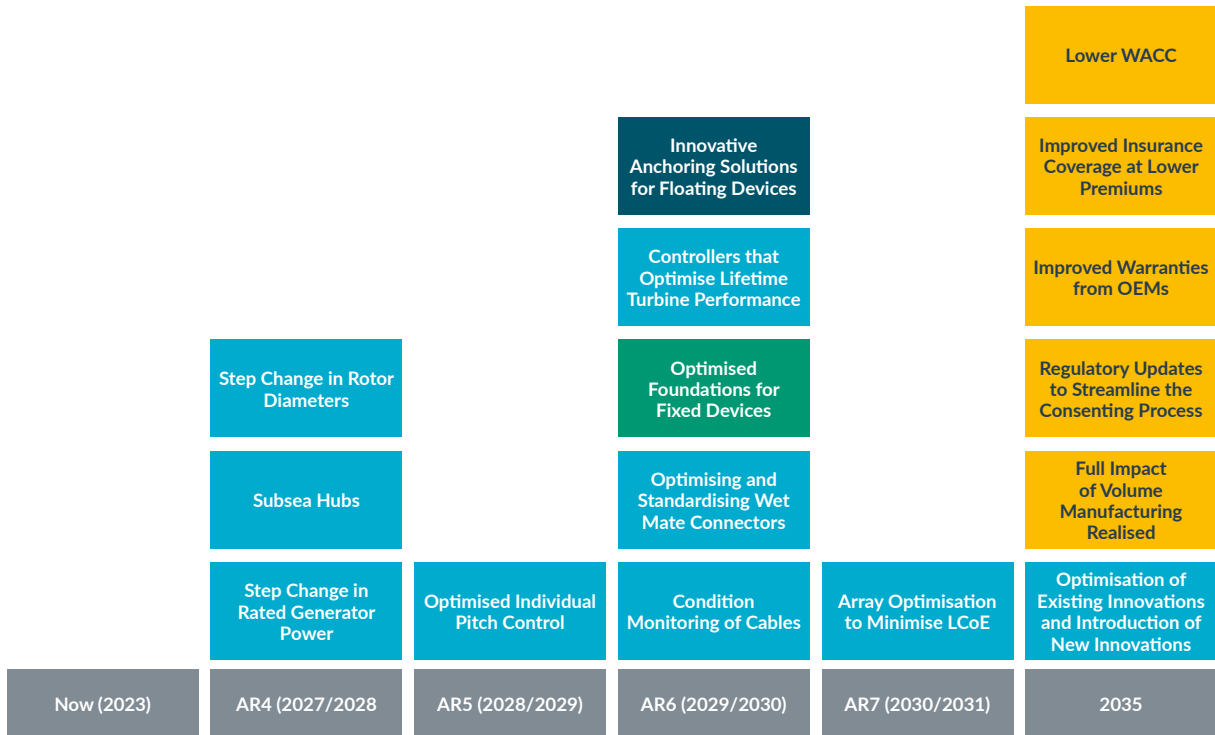 Lower WACC
Innovative
Anchoring Solutions
for Floating Devices
Improved Insurance
Coverage at Lower
Premiums
Controllers that
Optimise Lifetime
Turbine Performance
Improved Warranties
from OEMs
Step Change in Rotor
Diameters
Optimised
Foundations for
Fixed Devices
Regulatory Updates
to Streamline the
Consenting Process
Subsea Hubs
Optimising and
Standardising Wet
Mate Connectors
Full Impact
of Volume
Manufacturing
Realised
Step Change in
Rated Generator
Power
Optimised Individual
Pitch Control
Condition
Monitoring of Cables
Array Optimisation
to Minimise LCoE
Optimisation of
Existing Innovations
and Introduction of
New Innovations
Now (2023)
AR4 (2027/2028
AR5 (2028/2029)
AR6 (2029/2030)
AR7 (2030/2031)
2035